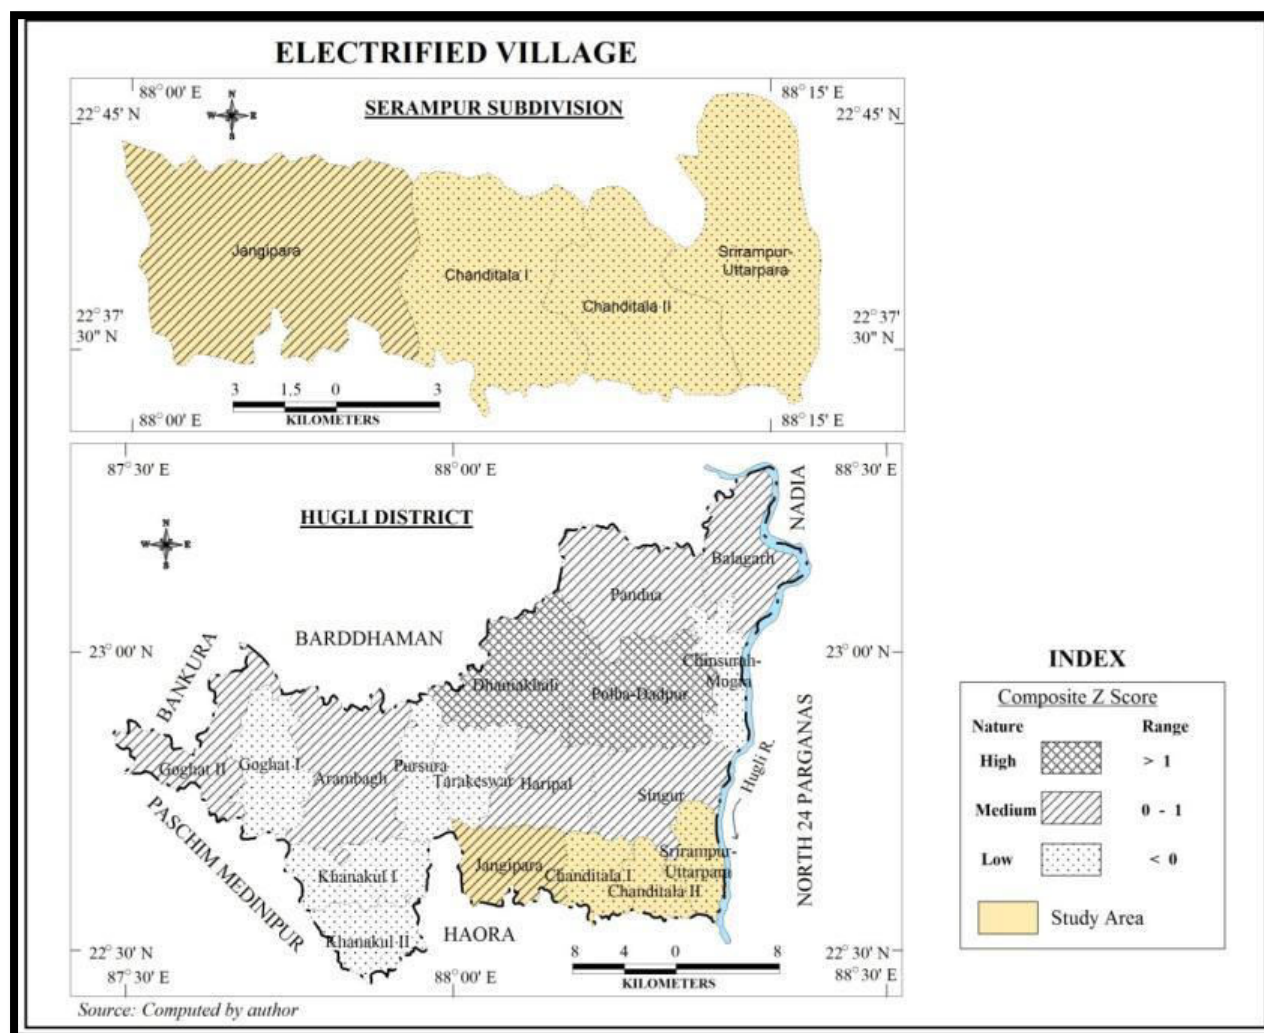 ELECTRIFIED VILLAGE
88° 00' E
88° 15' E
SERAMPUR SUBDIVISION
22° 45' N
22° 45' N
N
W E
S
Jangipara
Chanditala I
Srirampur-
Uttarpara
Chanditala II
22° 37'
30" N
22° 37'
30" N
3 1.5 0 3
KILOMETERS
88° 00' E
88° 15' E
87° 30' E
88° 00' E
88° 30' E
HUGLI DISTRICT
N
W E
S
NADIA
Balagarh
Pandua
BARDDHAMAN
BANKURA
23° 00' N
23° 00' N
Chinsurah-
Mogra
Dhamakhali
Polba-Dadpur
Goghat II
Goghat I
Arambagh
Pursura
Tarakeswar
Haripal
Singur
Hugli R.
NORTH 24 PARGANAS
PASCHIM MEDINIPUR
Khanakul I
Khanakul II
Jangipara
Chanditala I
Chanditala II
Srirampur-
Uttarpara
HAORA
22° 30' N
22° 30' N
87° 30' E
88° 00' E
88° 30' E
8 4 0 8
KILOMETERS
Source: Computed by author
INDEX
Composite Z Score
Nature Range
High > 1
Medium 0 - 1
Low < 0
Study Area